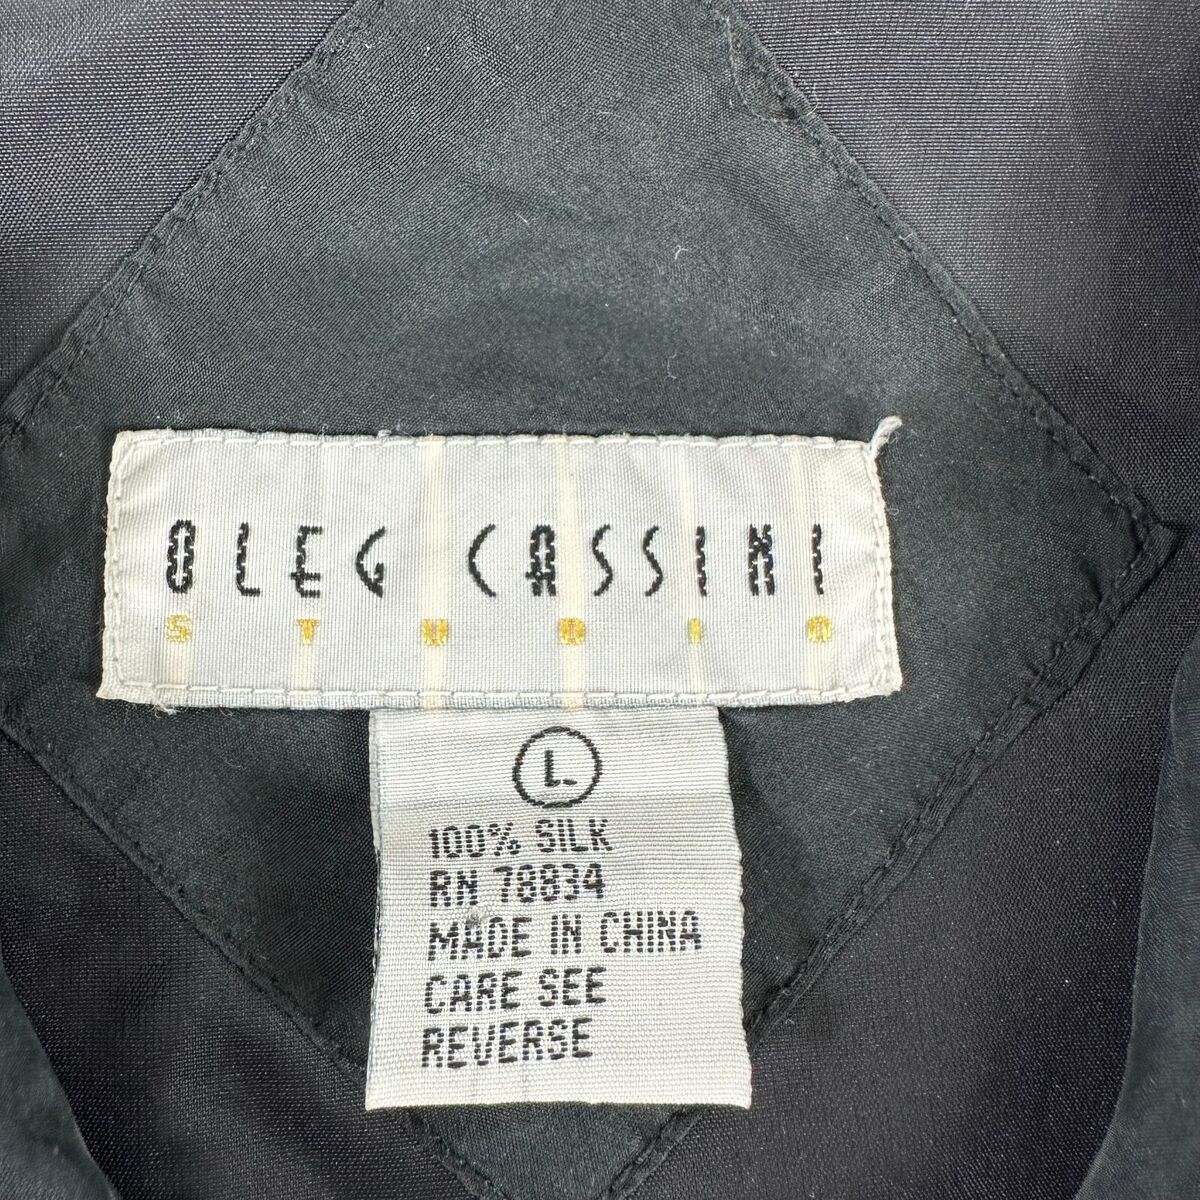 OLEG CASSINI
STUDIO
L
100% SILK
RN 78834
MADE IN CHINA
CARE SEE
REVERSE